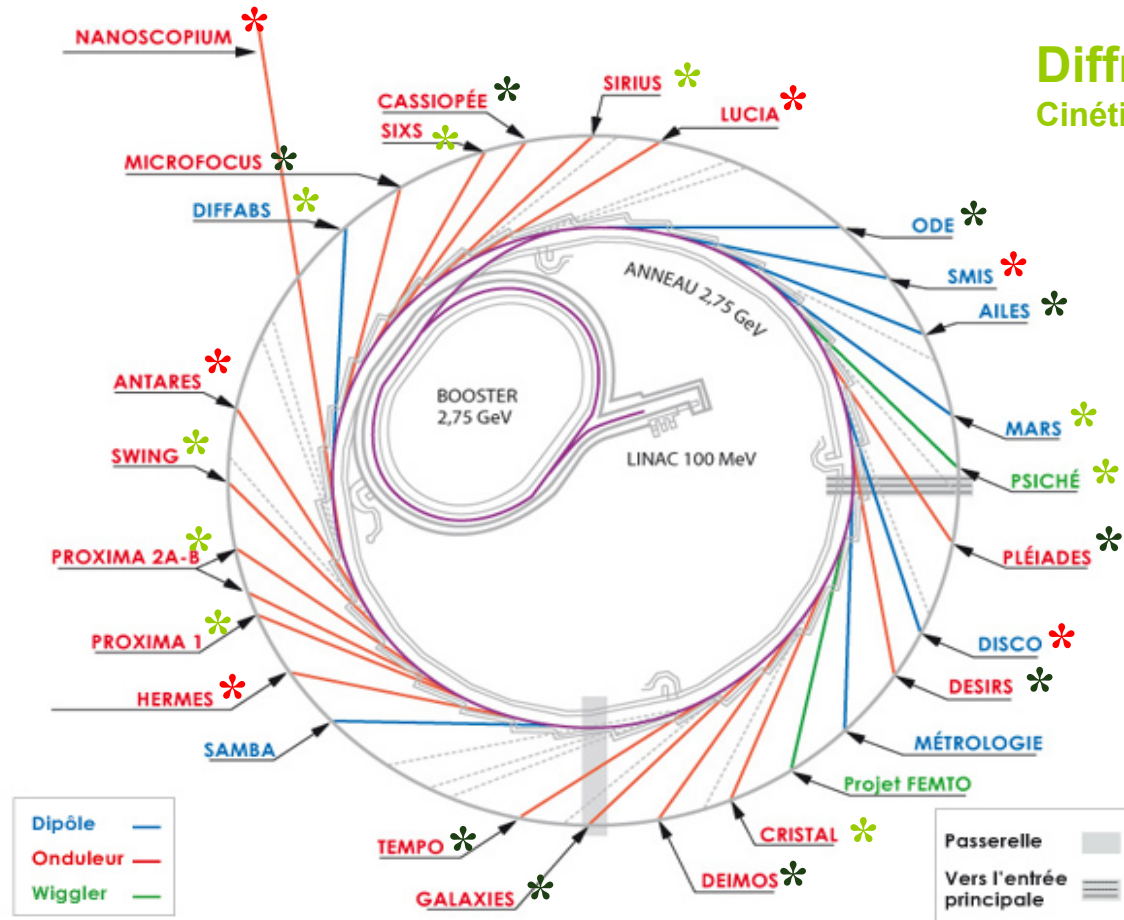 NANOSCOPIUM *
Diffr
Cinéti
CASSIOPÉE *
SIRIUS *
LUCIA *
SIXS *
MICROFOCUS *
DIFFABS *
ODE *
SMIS *
AILES *
ANNEAU 2,75 GeV
BOOSTER
2,75 GeV
LINAC 100 MeV
ANTARES *
SWING *
MARS *
PSICHÉ *
PROXIMA 2A-B *
PLÉIADES *
PROXIMA 1 *
DISCO *
HERMES *
DESIRS *
SAMBA
MÉTROLOGIE
Projet FEMTO
TEMPO *
CRISTAL *
DEIMOS *
GALAXIES *
Dipôle
Onduleur
Wiggler
Passerelle
Vers l'entrée
principale